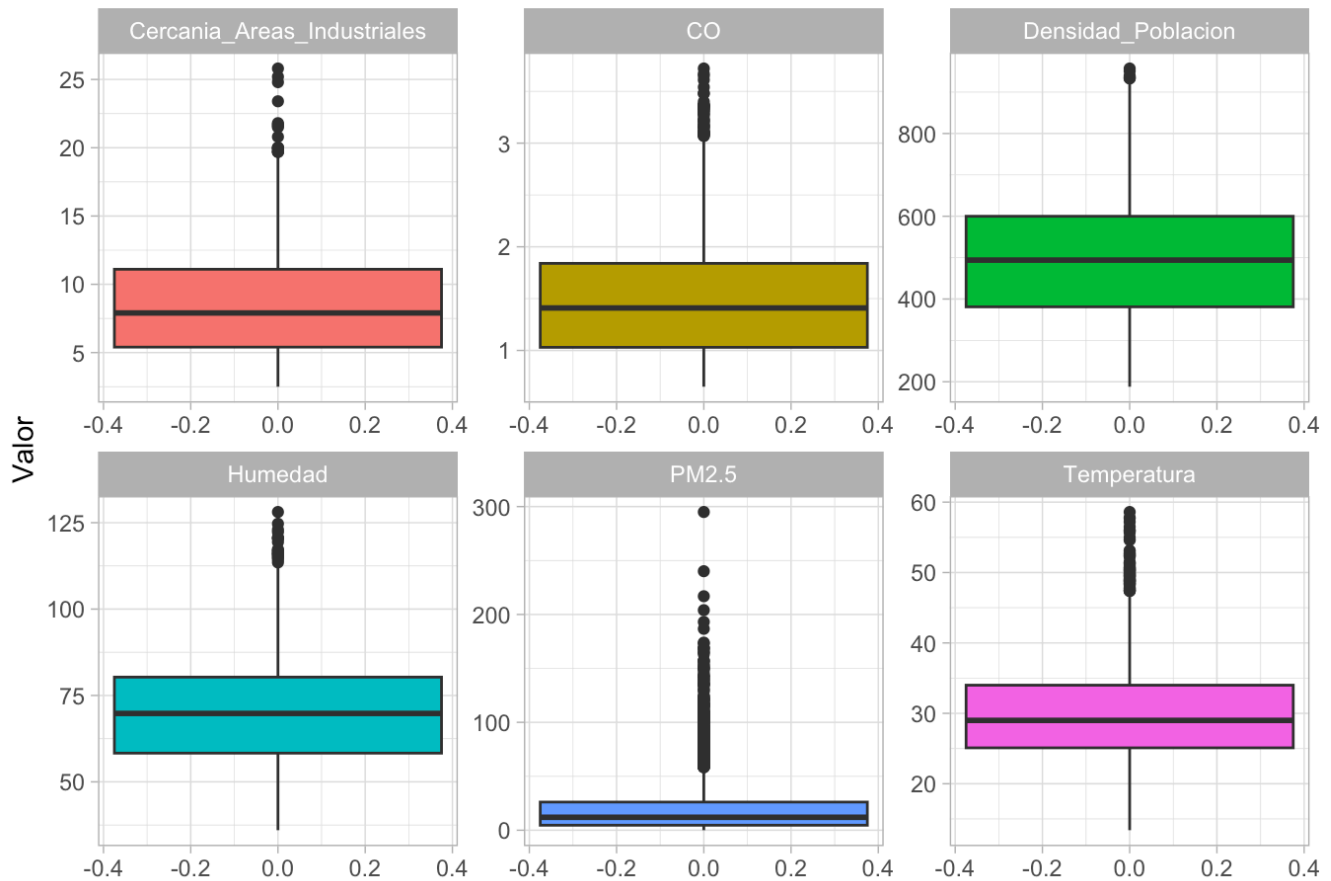 Cercania_Areas_Industriales
CO
Densidad_Poblacion
25
20
15
10
5
3
2
1
800
600
400
200
-0.4 -0.2 0.0 0.2 0.4
-0.4 -0.2 0.0 0.2 0.4
-0.4 -0.2 0.0 0.2 0.4
Valor
Humedad
PM2.5
Temperatura
125
100
75
50
300
200
100
0
60
50
40
30
20
-0.4 -0.2 0.0 0.2 0.4
-0.4 -0.2 0.0 0.2 0.4
-0.4 -0.2 0.0 0.2 0.4